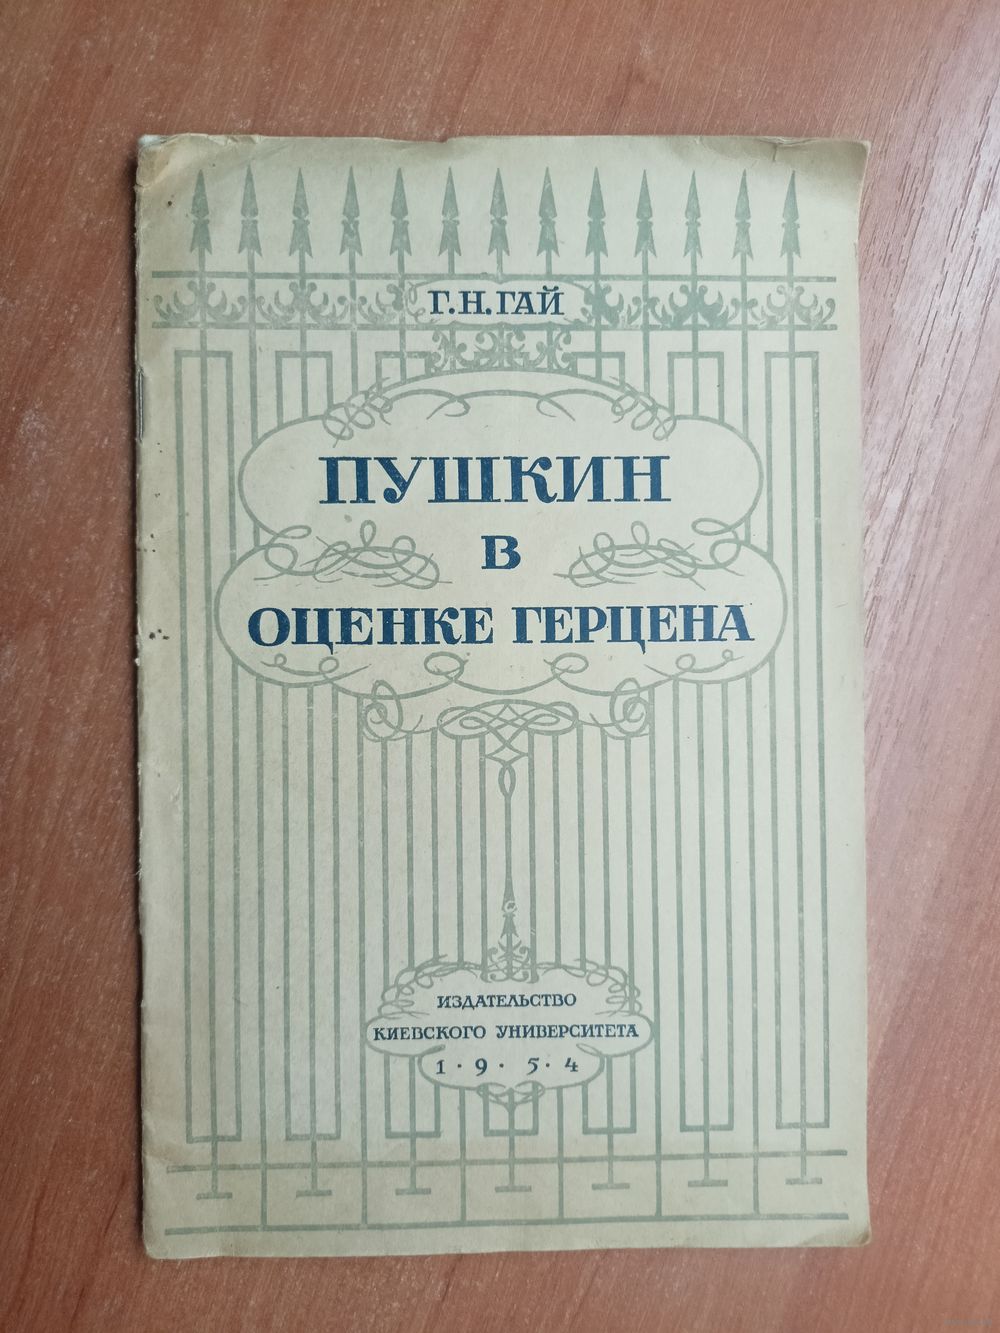 Г.Н.ГАЙ
ПУШКИН
В
ОЦЕНКЕ ГЕРЦЕНА
ИЗДАТЕЛЬСТВО
КИЕВСКОГО УНИВЕРСИТЕТА
1·9·5·4